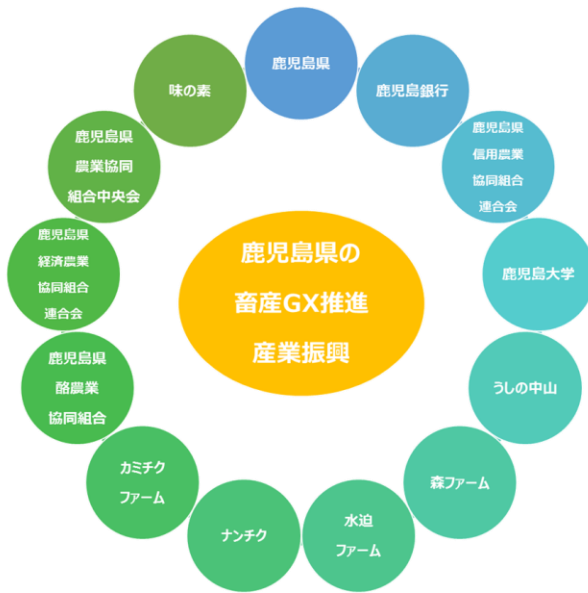 鹿児島県
鹿児島銀行
鹿児島県
信用農業
協同組合
連合会
鹿児島大学
うしの中山
森ファーム
水迫
ファーム
ナンチク
カミチク
ファーム
鹿児島県
酪農業
協同組合
鹿児島県
経済農業
協同組合
連合会
鹿児島県
農業協同
組合中央会
味の素
鹿児島県の
畜産GX推進
産業振興